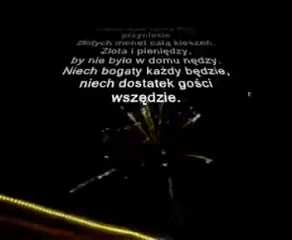 przyniesie
Złotych monet całą kieszeń.
Złota i pieniędzy,
by nie było w domu nędzy.
Niech bogaty każdy będzie,
niech dostatek gości
wszędzie.